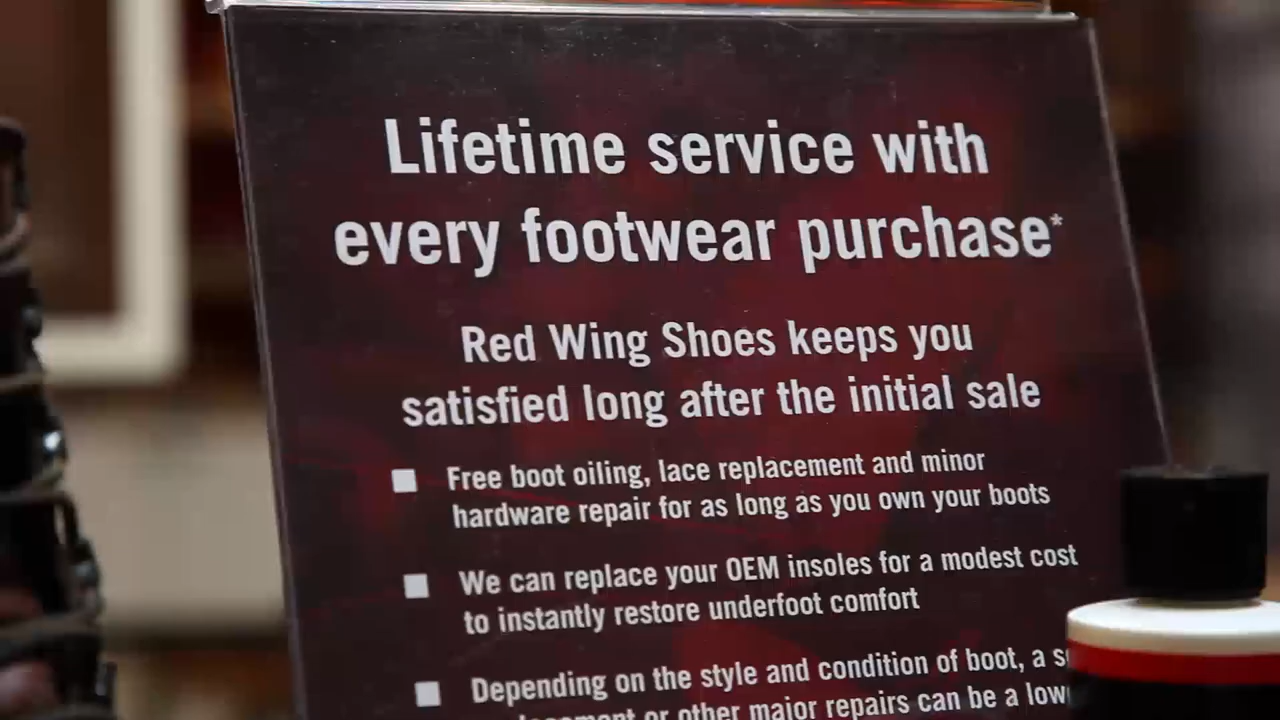 Lifetime service with
every footwear purchase*
Red Wing Shoes keeps you
satisfied long after the initial sale
■ Free boot oiling, lace replacement and minor
hardware repair for as long as you own your boots
■ We can replace your OEM insoles for a modest cost
to instantly restore underfoot comfort
■ Depending on the style and condition of boot, a
or other major repairs can be a